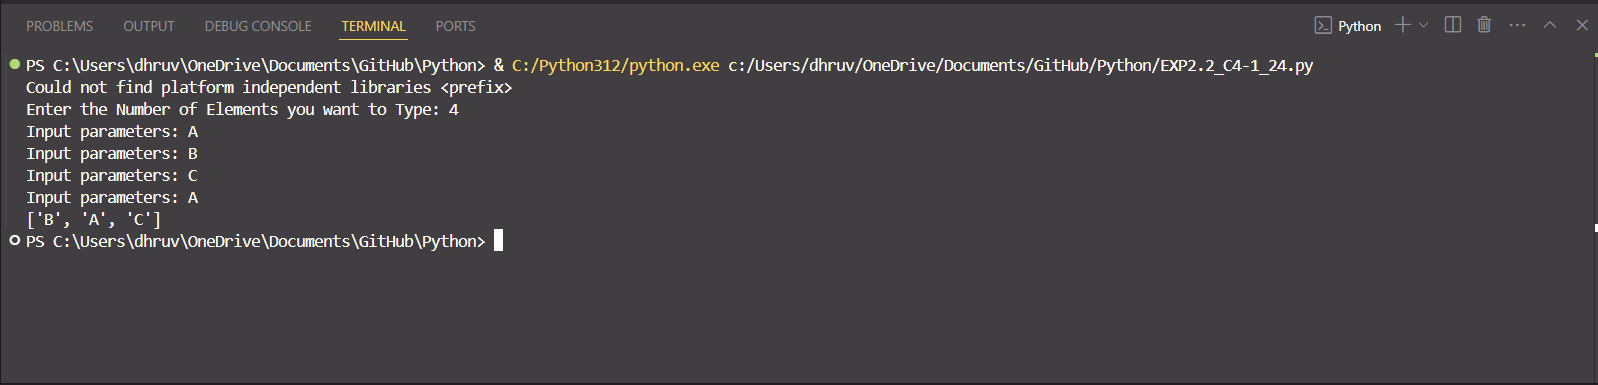 PROBLEMS OUTPUT DEBUG CONSOLE TERMINAL PORTS Python
PS C:\Users\dhruv\OneDrive\Documents\GitHub\Python> & C:/Python312/python.exe c:/Users/dhruv/OneDrive/Documents/GitHub/Python/EXP2.2_C4-1_24.py
Could not find platform independent libraries <prefix>
Enter the Number of Elements you want to Type: 4
Input parameters: A
Input parameters: B
Input parameters: C
Input parameters: A
['B', 'A', 'C']
PS C:\Users\dhruv\OneDrive\Documents\GitHub\Python>